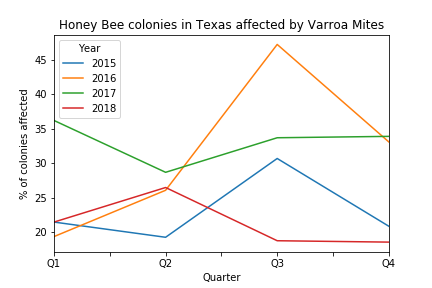 Honey Bee colonies in Texas affected by Varroa Mites
Year
2015
2016
2017
2018
% of colonies affected
45
40
35
30
25
20
Q1
Q2
Q3
Q4
Quarter